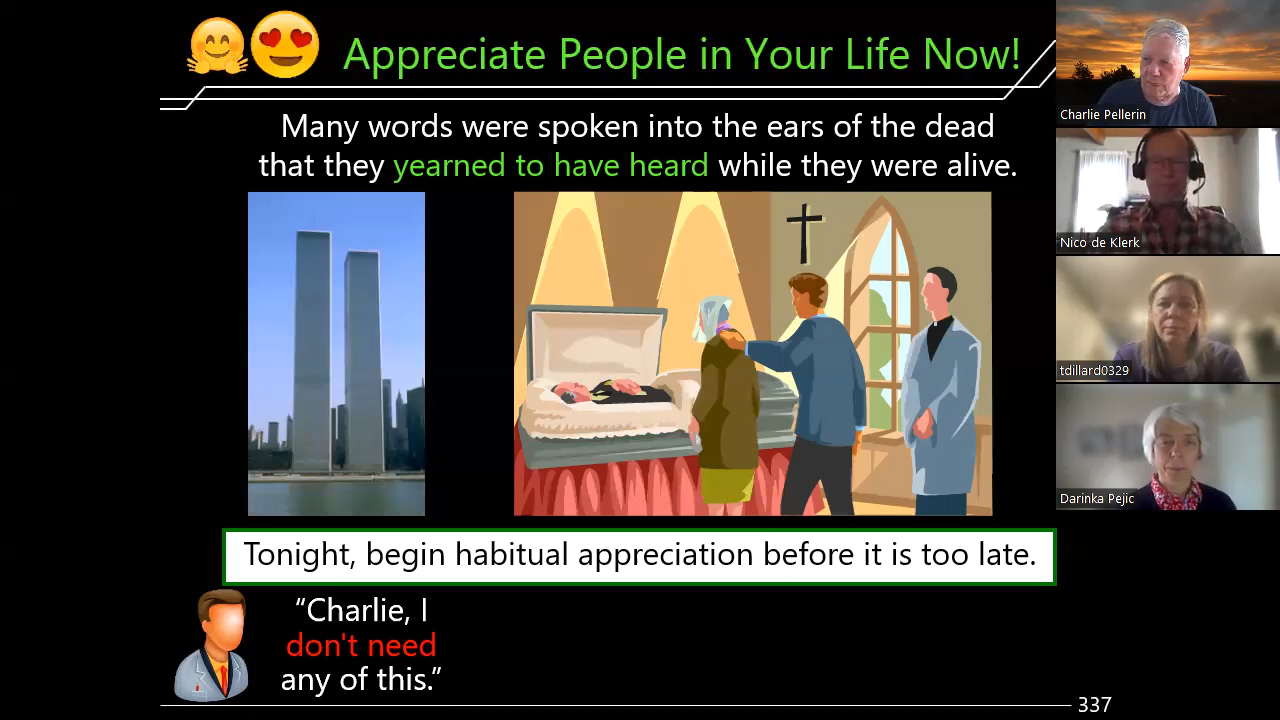 Appreciate People in Your Life Now!
Many words were spoken into the ears of the dead
that they yearned to have heard while they were alive.
Tonight, begin habitual appreciation before it is too late.
“Charlie, I
don't need
any of this.”
337
Charlie Pellerin
Nico de Klerk
tdillard0329
Darinka Pejic